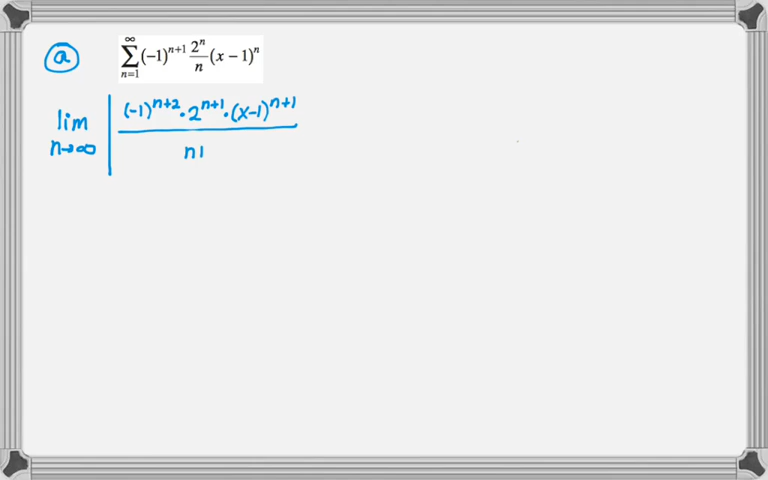 (a) ∞ ∑ n=1 (−1)^{n+1} 2^n/n (x − 1)^n
lim n→∞ | (-1)^{n+2} · 2^{n+1} · (x-1)^{n+1}
n1